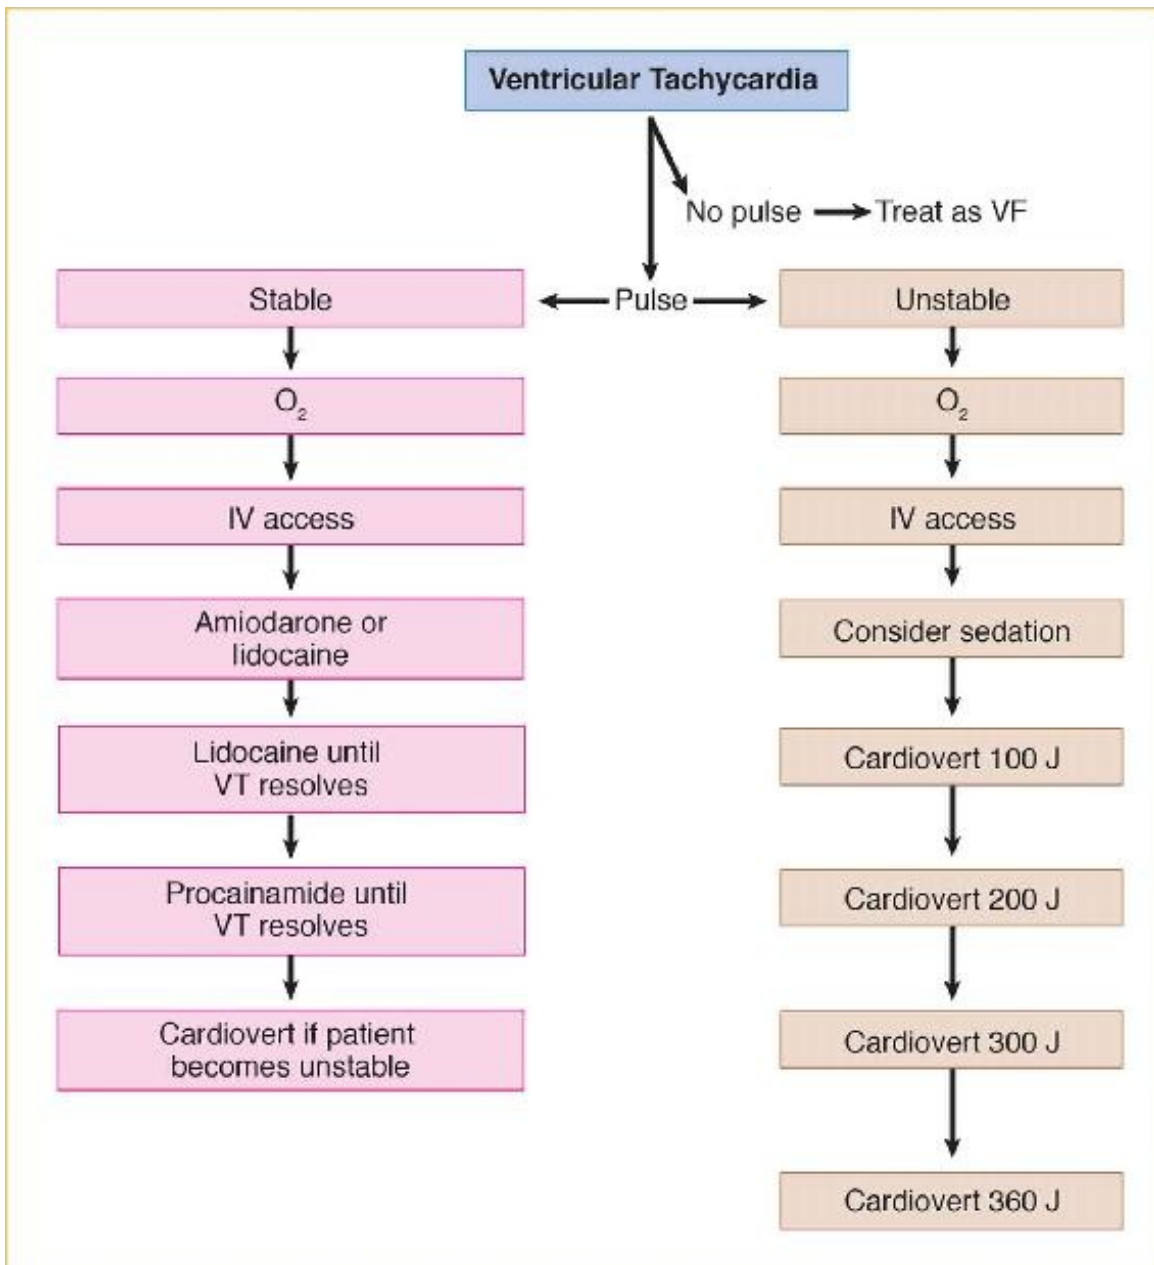 Ventricular Tachycardia
No pulse
Treat as VF
Pulse
Stable
O₂
IV access
Amiodarone or
lidocaine
Lidocaine until
VT resolves
Procainamide until
VT resolves
Cardiovert if patient
becomes unstable
Unstable
O₂
IV access
Consider sedation
Cardiovert 100 J
Cardiovert 200 J
Cardiovert 300 J
Cardiovert 360 J